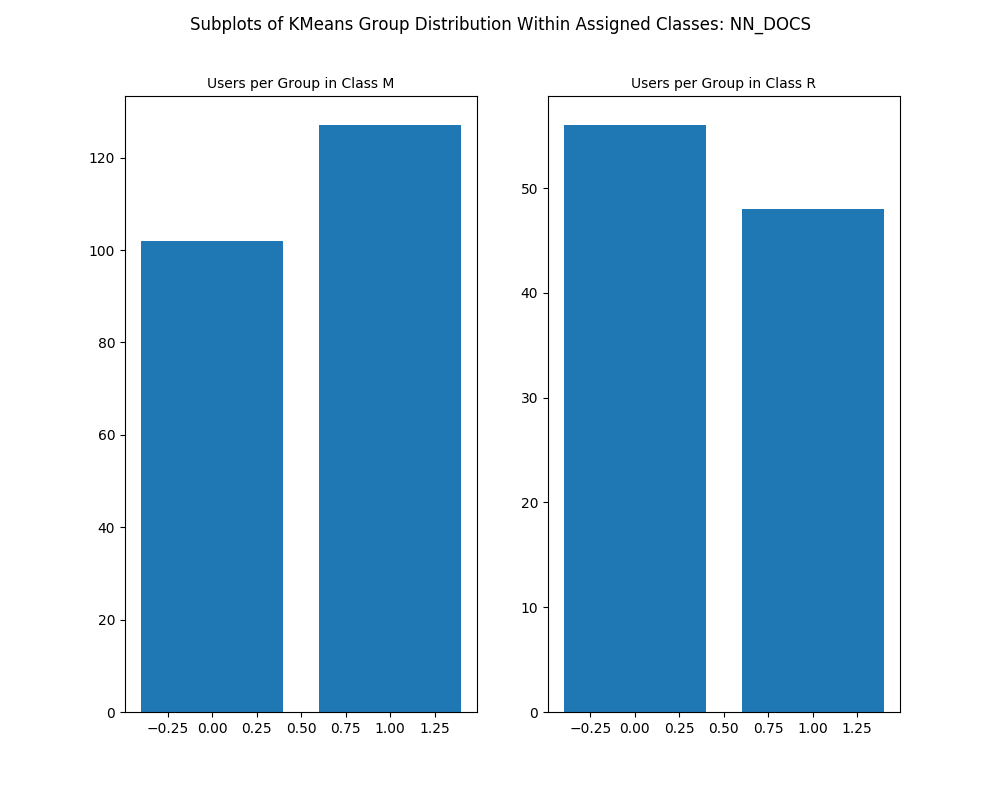 Subplots of KMeans Group Distribution Within Assigned Classes: NN_DOCS
Users per Group in Class M
120
100
80
60
40
20
0
−0.25 0.00 0.25 0.50 0.75 1.00 1.25
Users per Group in Class R
50
40
30
20
10
0
−0.25 0.00 0.25 0.50 0.75 1.00 1.25